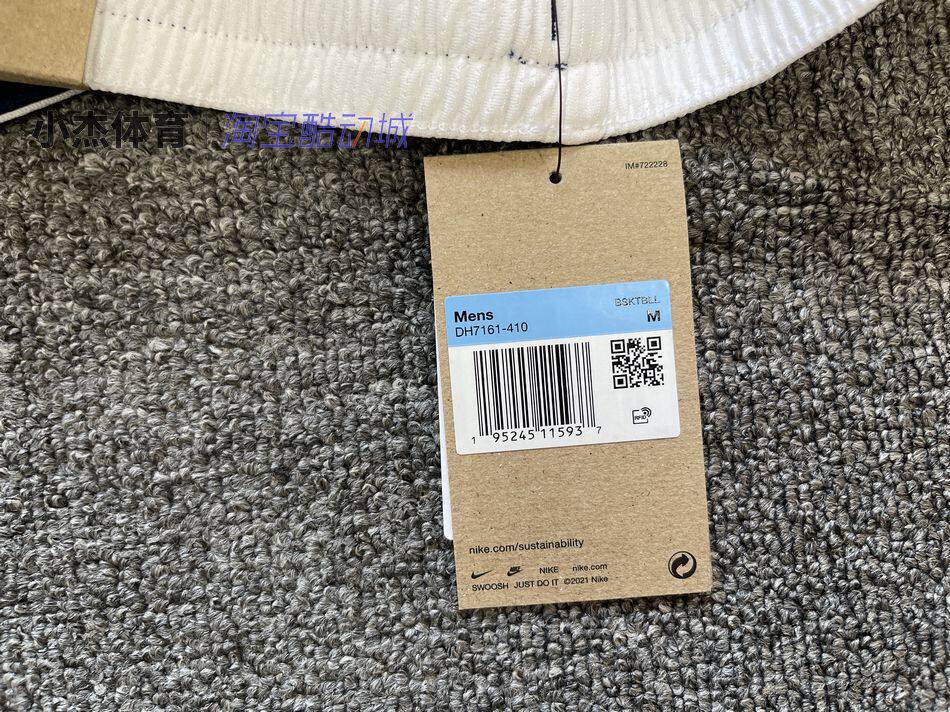 小杰体育 淘宝酷动城
IM#722228
BSKTBLL
Mens M
DH7161-410
RFID
1 95245 11593 7
nike.com/sustainability
NIKE nike.com
SWOOSH JUST DO IT ©2021 Nike